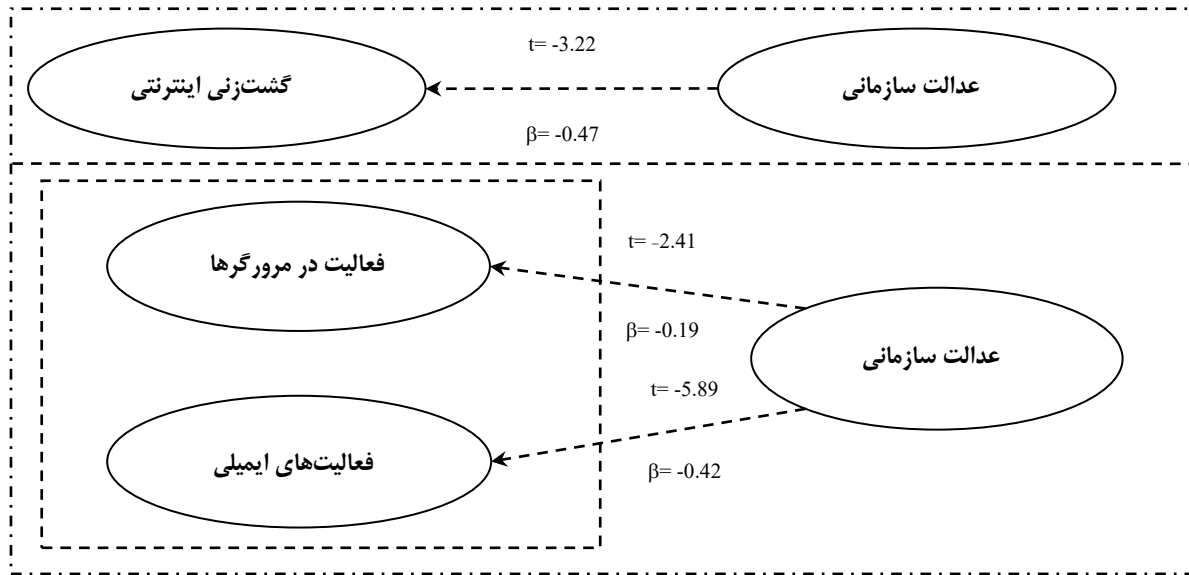 t= -3.22
عدالت سازمانی
گشت‌زنی اینترنتی
β= -0.47
t= -2.41
فعالیت در مرورگرها
β= -0.19
عدالت سازمانی
t= -5.89
فعالیت‌های ایمیلی
β= -0.42